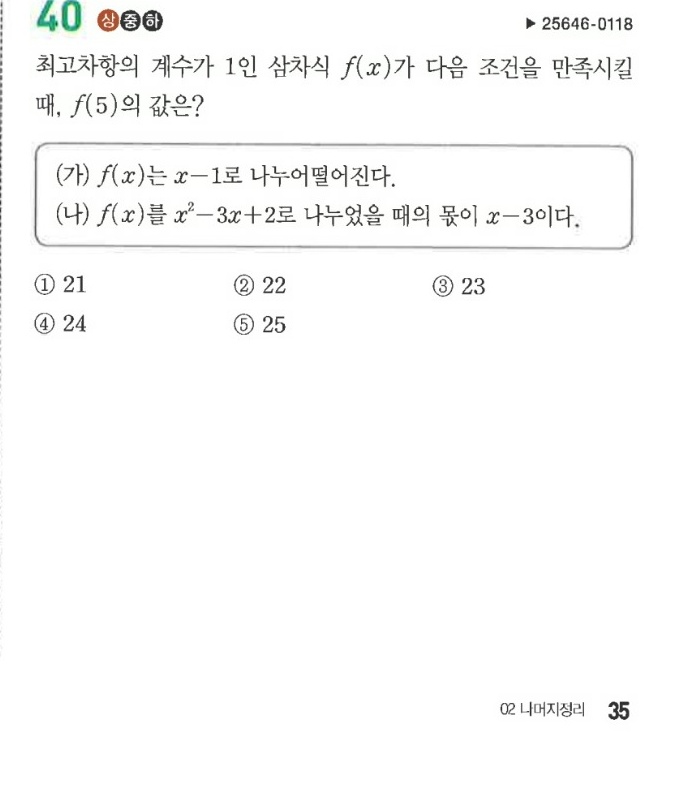 40 상중하 ▶ 25646-0118
최고차항의 계수가 1인 삼차식 f(x)가 다음 조건을 만족시킬
때, f(5)의 값은?
(가) f(x)는 x-1로 나누어떨어진다.
(나) f(x)를 x²-3x+2로 나누었을 때의 몫이 x-3이다.
① 21 ② 22 ③ 23
④ 24 ⑤ 25
02 나머지정리 35